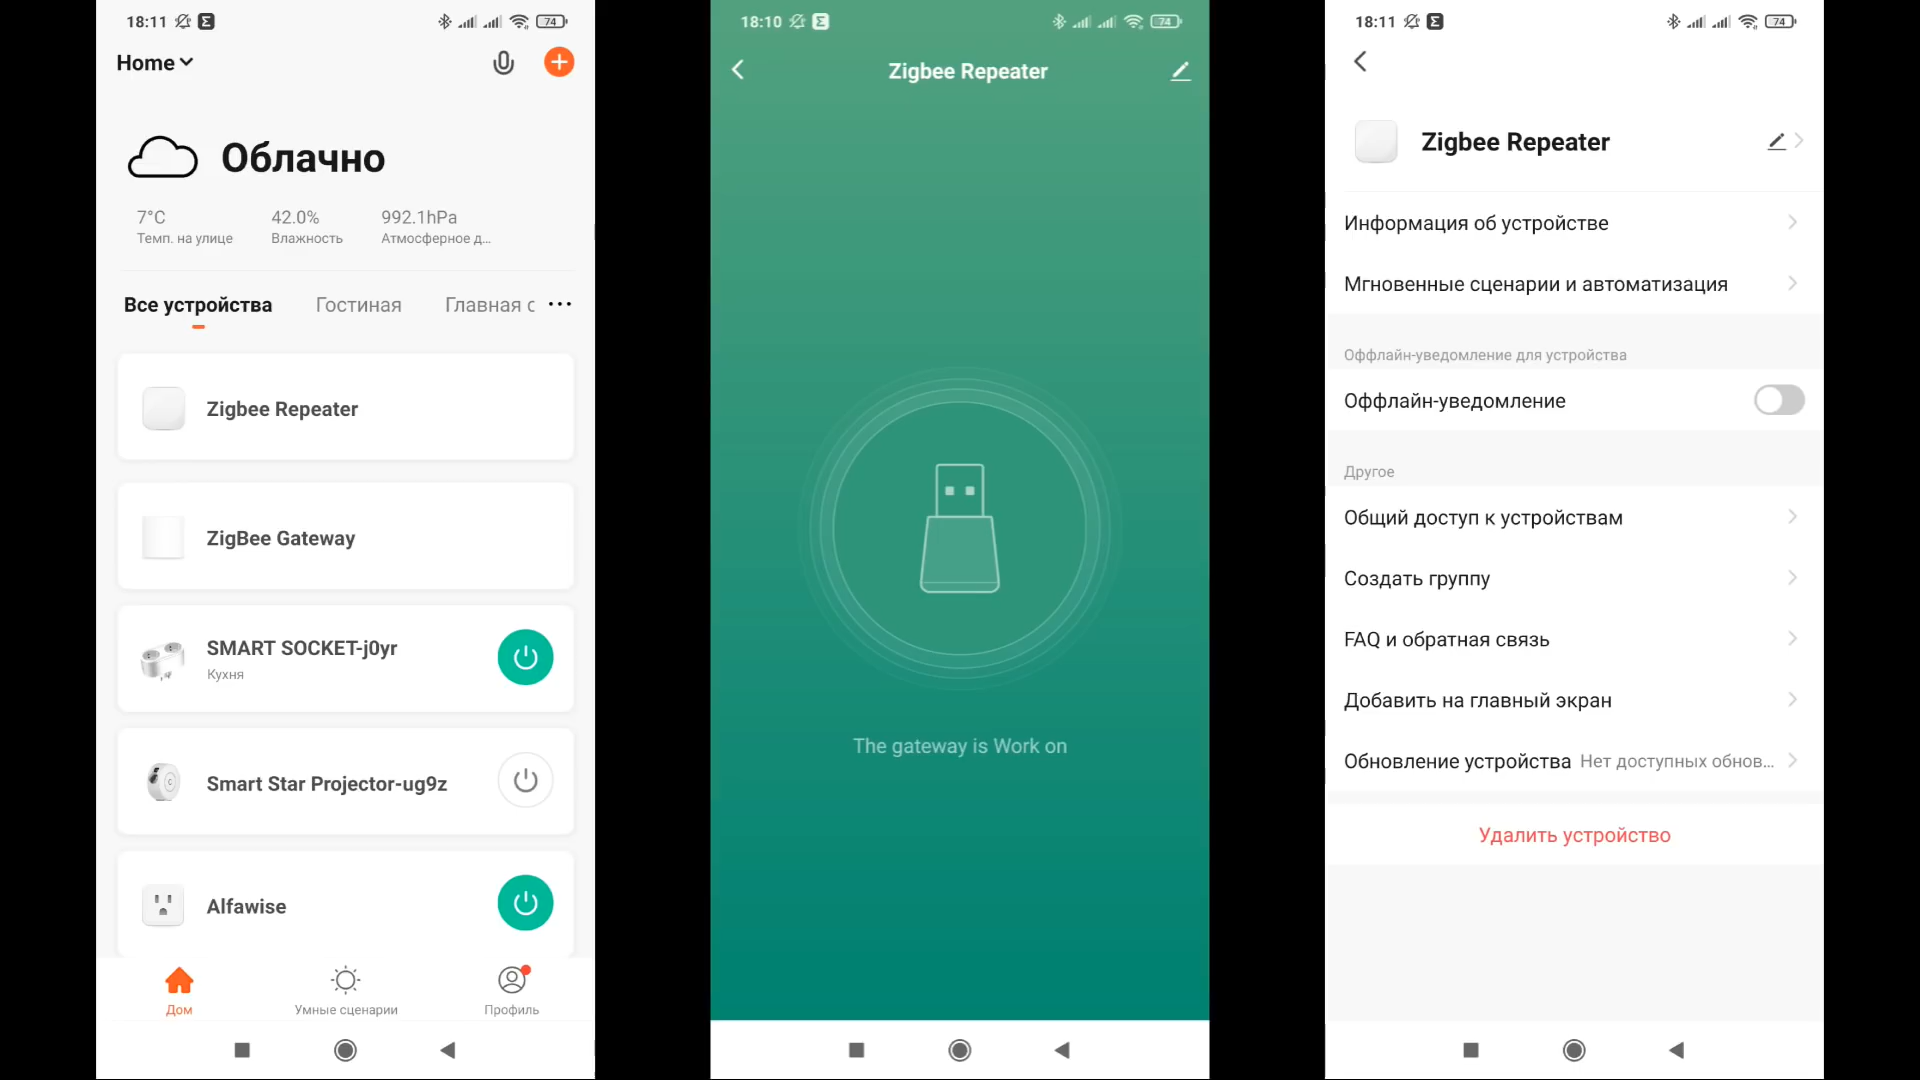 18:11
74
Home
Облачно
7°C
42.0%
992.1hPa
Темп. на улице
Влажность
Атмосферное д...
Все устройства
Гостиная
Главная с
Zigbee Repeater
ZigBee Gateway
SMART SOCKET-j0yr
Кухня
Smart Star Projector-ug9z
Alfawise
Дом
Умные сценарии
Профиль
18:10
74
Zigbee Repeater
The gateway is Work on
18:11
74
Zigbee Repeater
Информация об устройстве
Мгновенные сценарии и автоматизация
Оффлайн-уведомление для устройства
Оффлайн-уведомление
Другое
Общий доступ к устройствам
Создать группу
FAQ и обратная связь
Добавить на главный экран
Обновление устройства Нет доступных обнов...
Удалить устройство